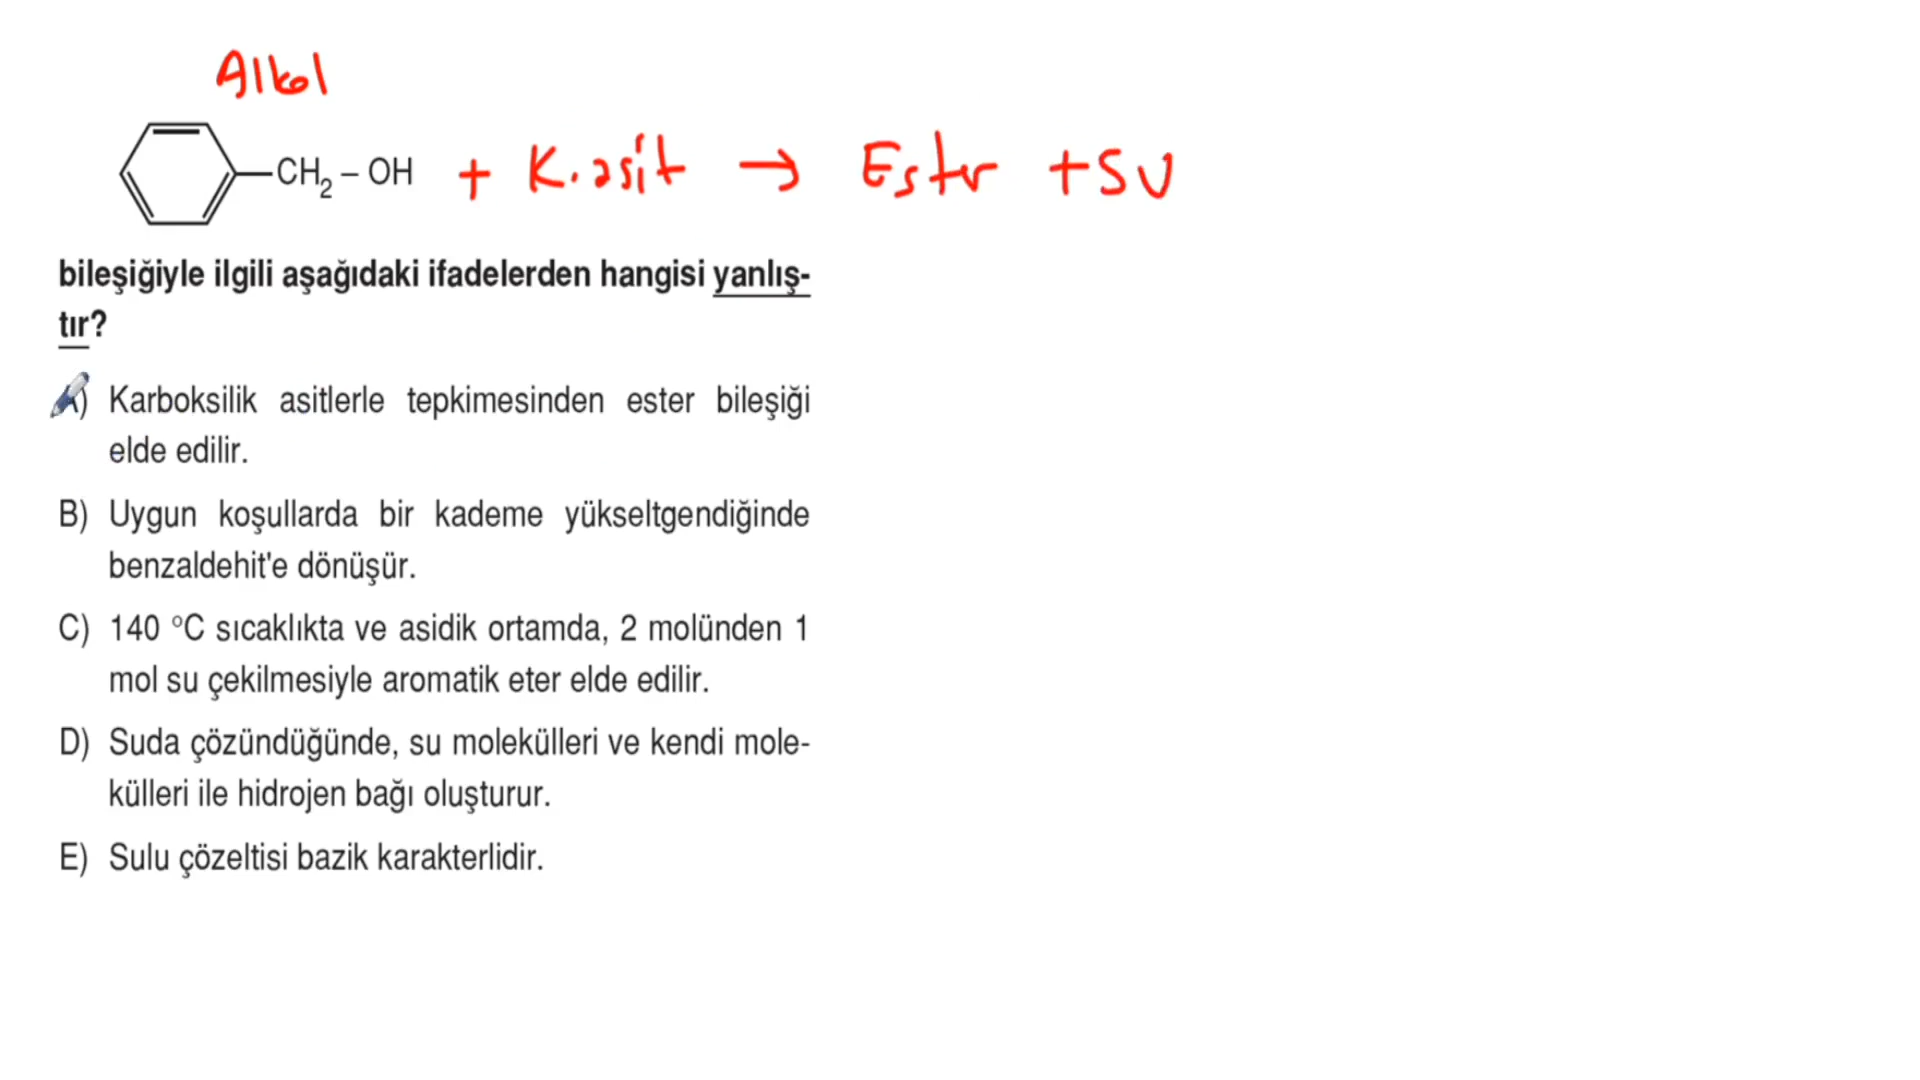 Alkol
CH2 – OH + K.asit → Ester + SU
bileşiğiyle ilgili aşağıdaki ifadelerden hangisi yanlış-
tır?
A) Karboksilik asitlerle tepkimesinden ester bileşiği
elde edilir.
B) Uygun koşullarda bir kademe yükseltgendiğinde
benzaldehit'e dönüşür.
C) 140 °C sıcaklıkta ve asidik ortamda, 2 molünden 1
mol su çekilmesiyle aromatik eter elde edilir.
D) Suda çözündüğünde, su molekülleri ve kendi mole-
külleri ile hidrojen bağı oluşturur.
E) Sulu çözeltisi bazik karakterlidir.